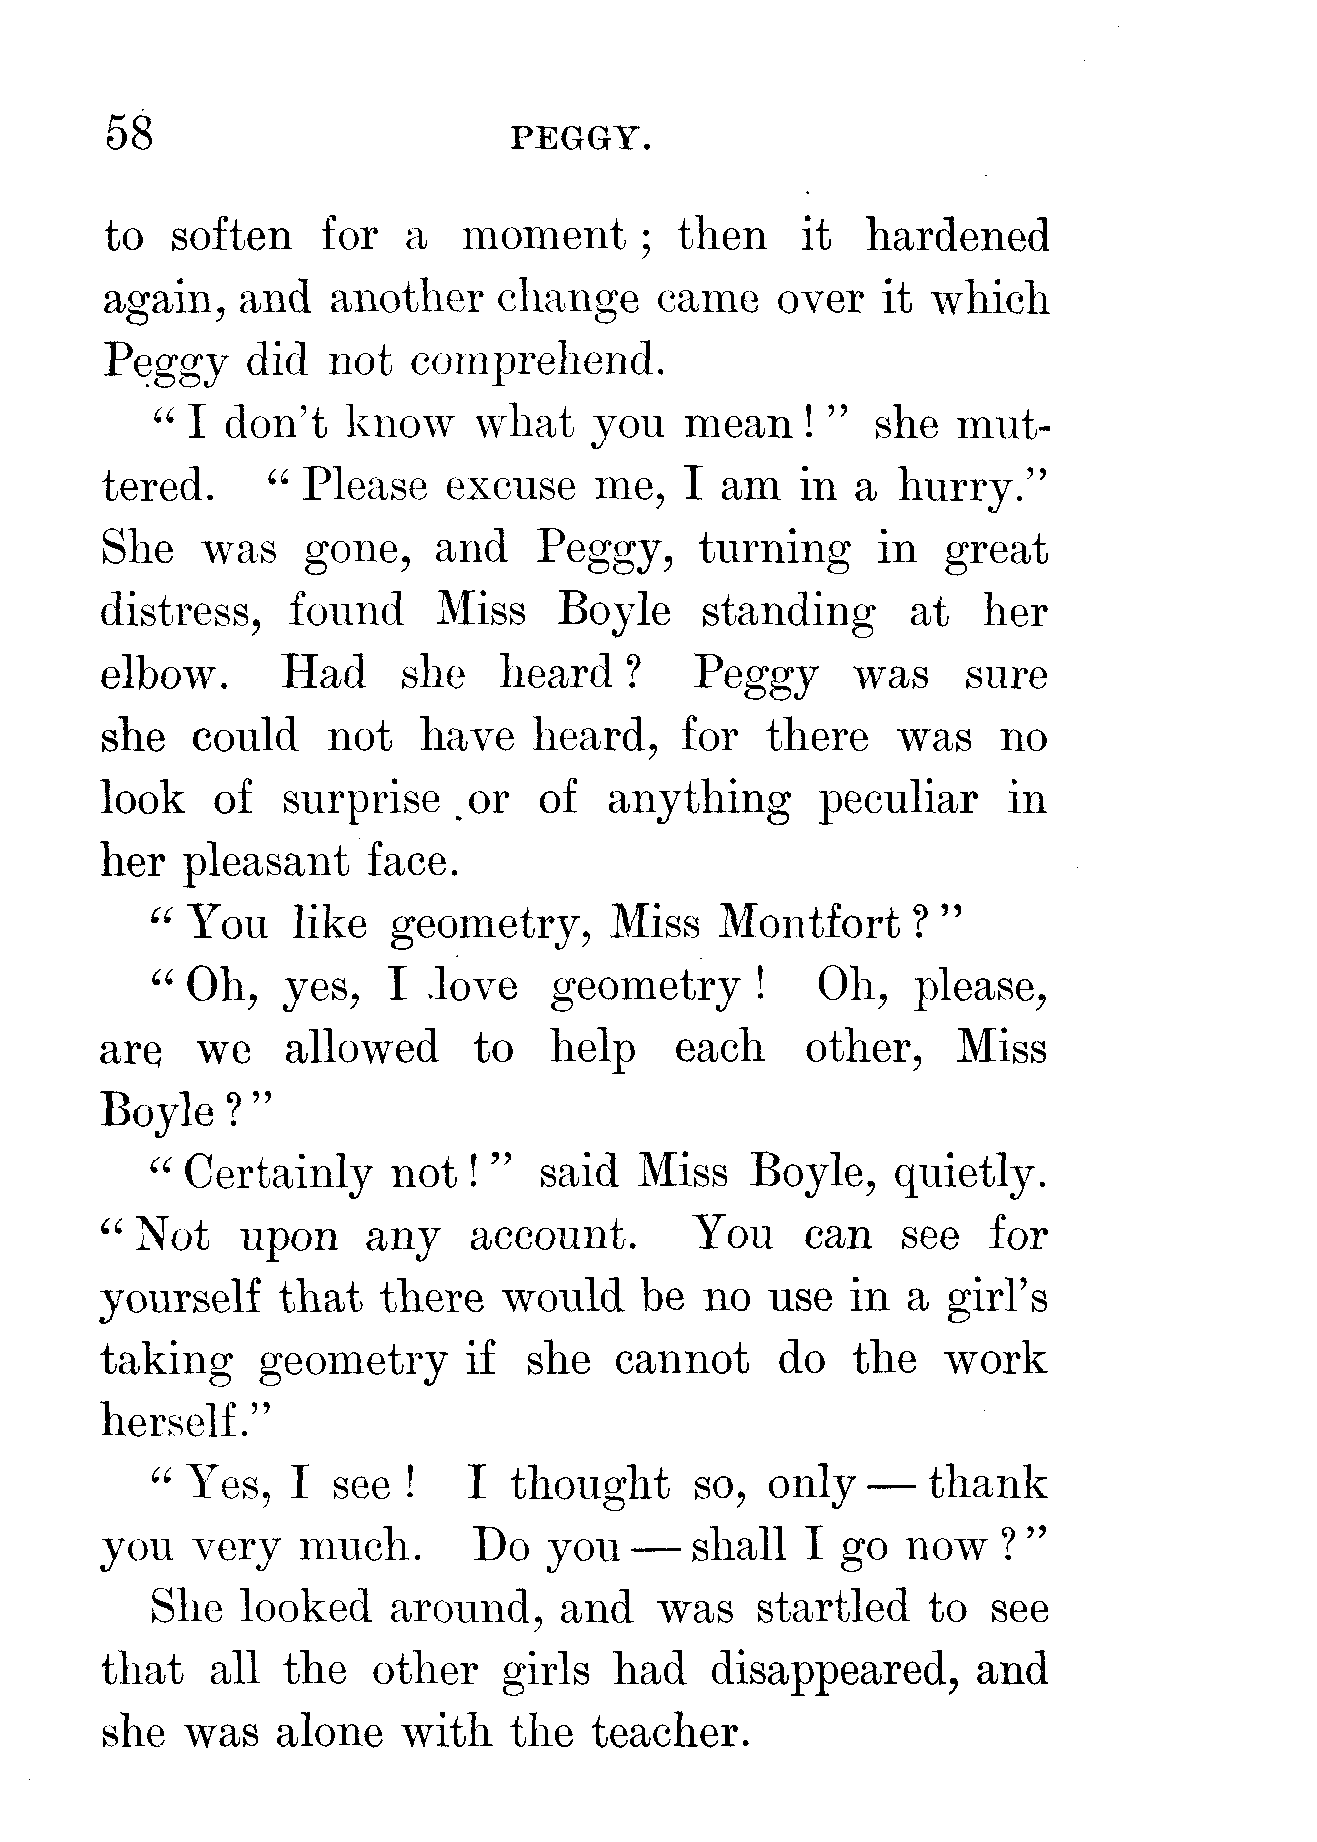 58 PEGGY.
to soften for a moment ; then it hardened
again, and another change came over it which
Peggy did not comprehend.
“ I don’t know what you mean ! ” she mut-
tered. “ Please excuse me, I am in a hurry.”
She was gone, and Peggy, turning in great
distress, found Miss Boyle standing at her
elbow. Had she heard ? Peggy was sure
she could not have heard, for there was no
look of surprise or of anything peculiar in
her pleasant face.
“ You like geometry, Miss Montfort ? ”
“ Oh, yes, I love geometry ! Oh, please,
are we allowed to help each other, Miss
Boyle ? ”
“ Certainly not ! ” said Miss Boyle, quietly.
“ Not upon any account. You can see for
yourself that there would be no use in a girl’s
taking geometry if she cannot do the work
herself.”
“ Yes, I see ! I thought so, only — thank
you very much. Do you — shall I go now ? ”
She looked around, and was startled to see
that all the other girls had disappeared, and
she was alone with the teacher.